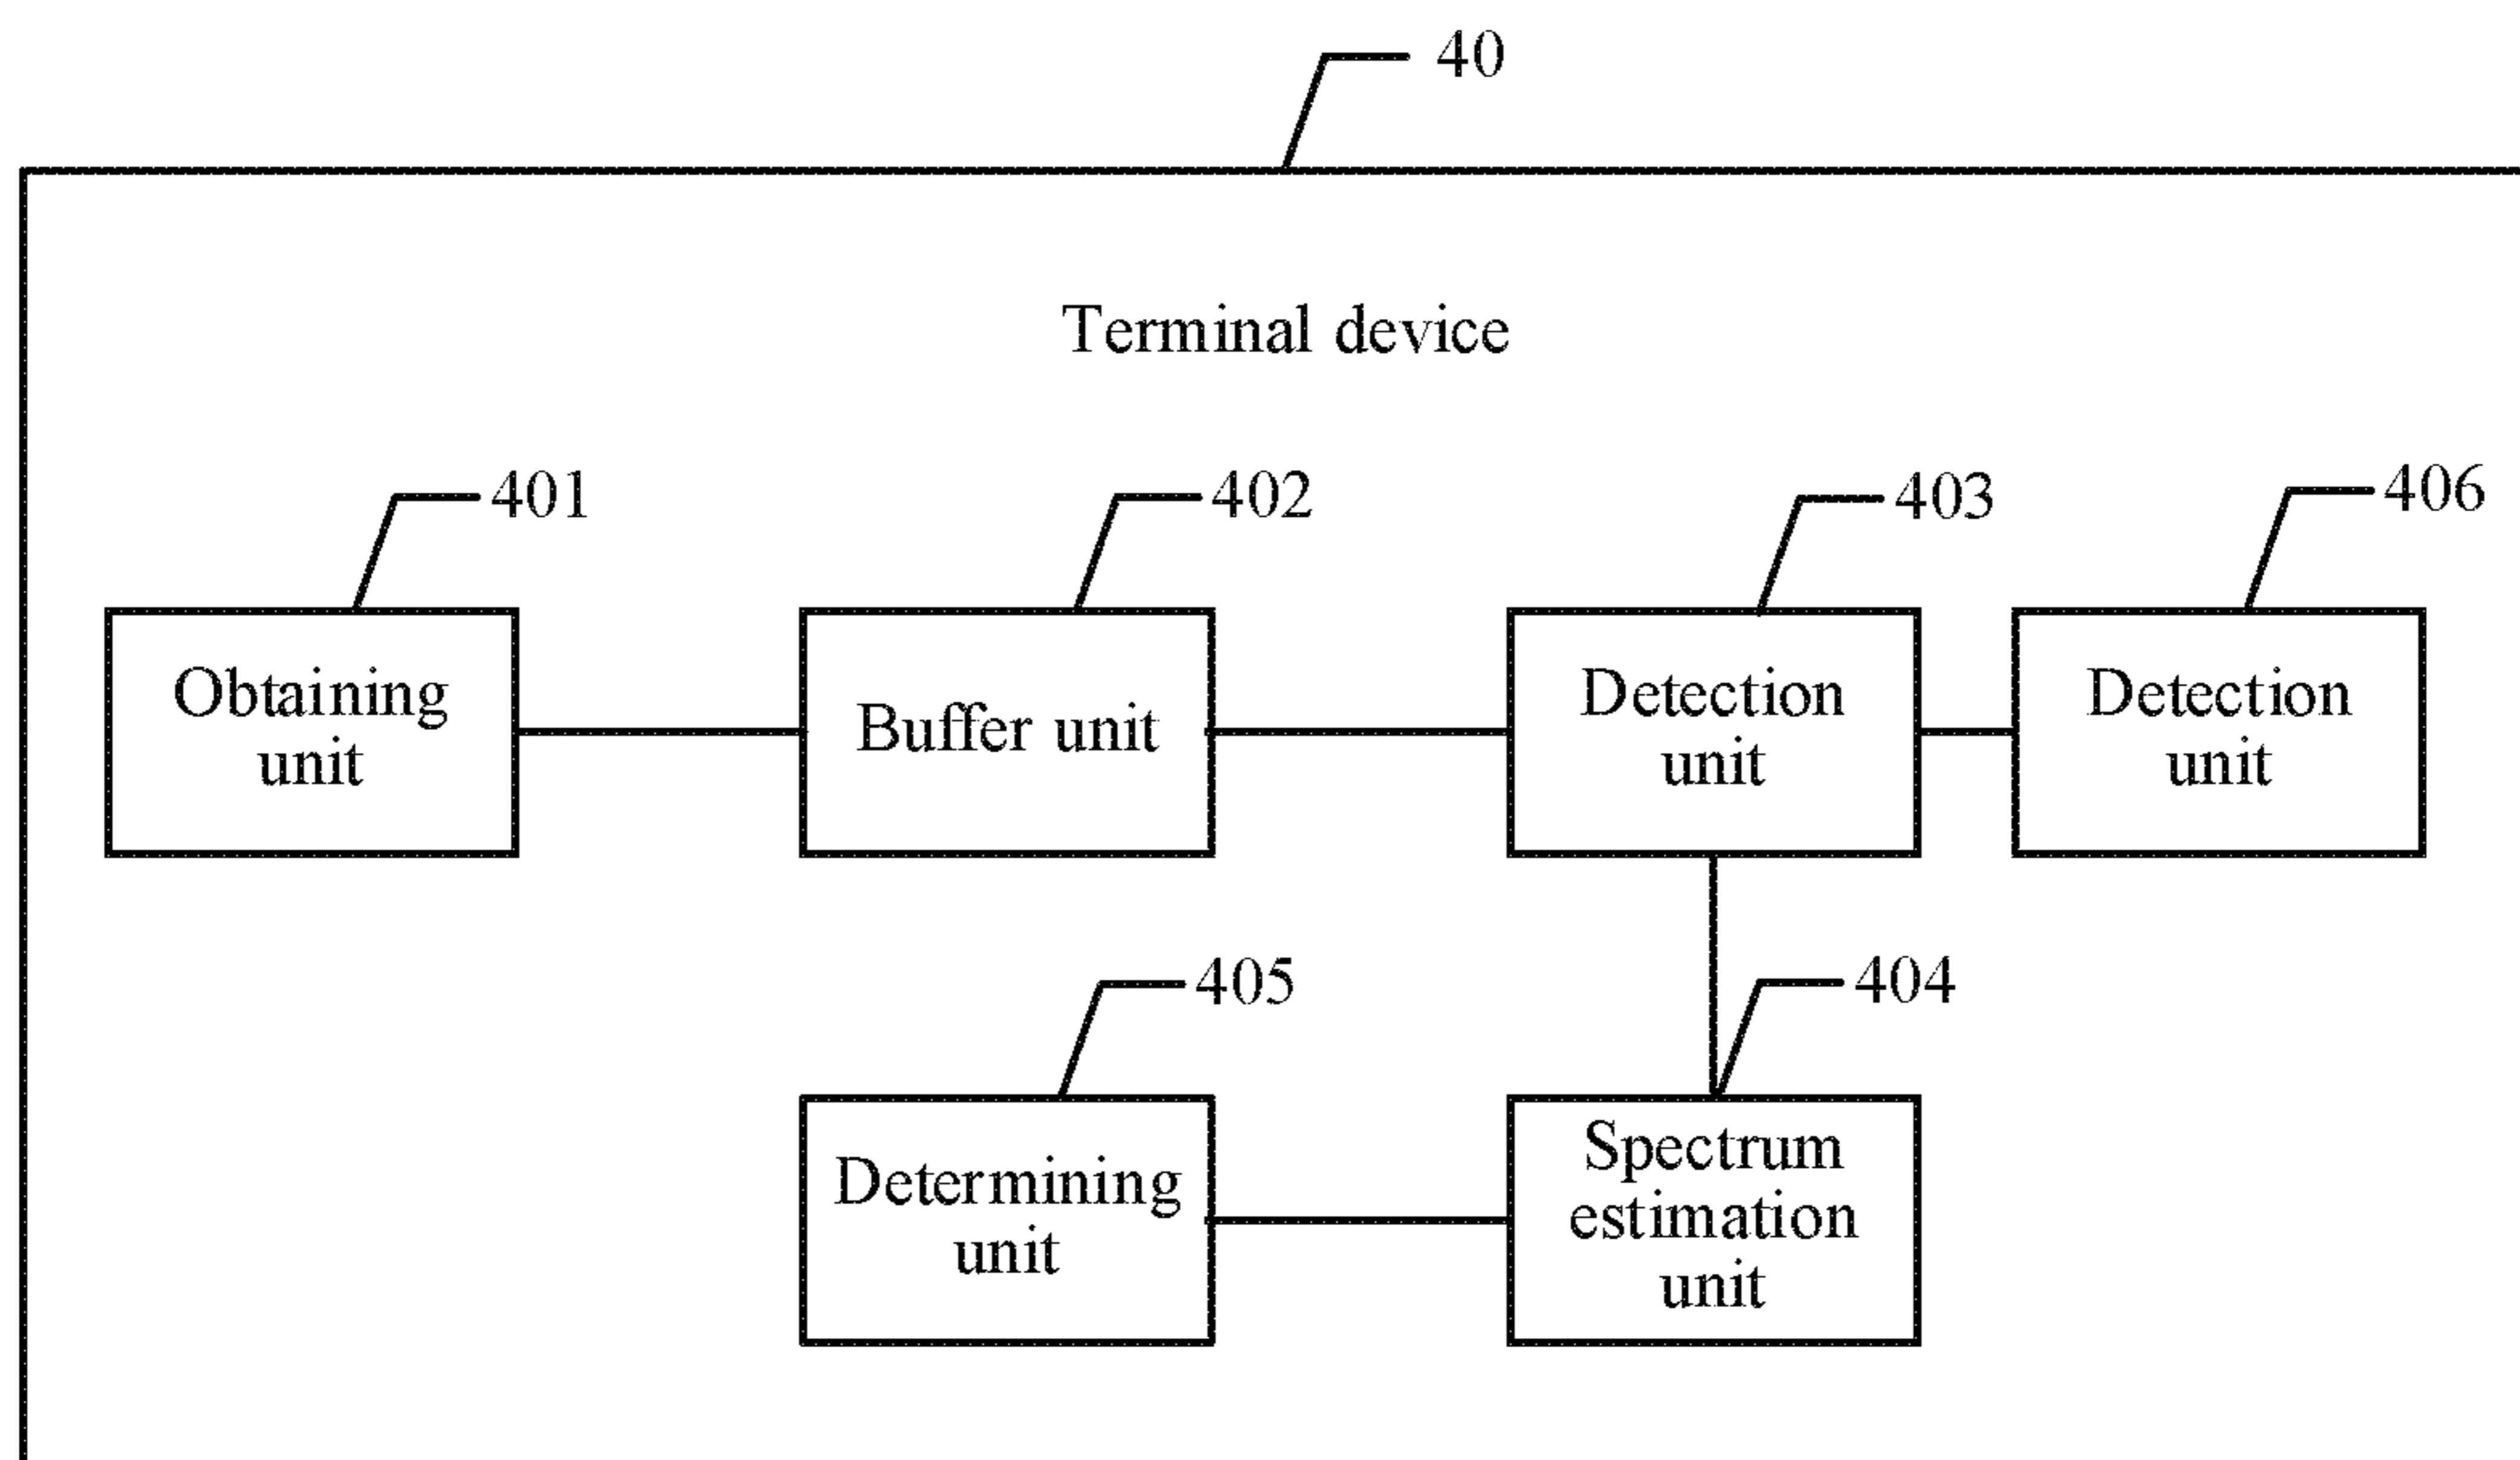 40
Terminal device
401
402
403
406
Obtaining
unit
Buffer unit
Detection
unit
Detection
unit
405
404
Determining
unit
Spectrum
estimation
unit